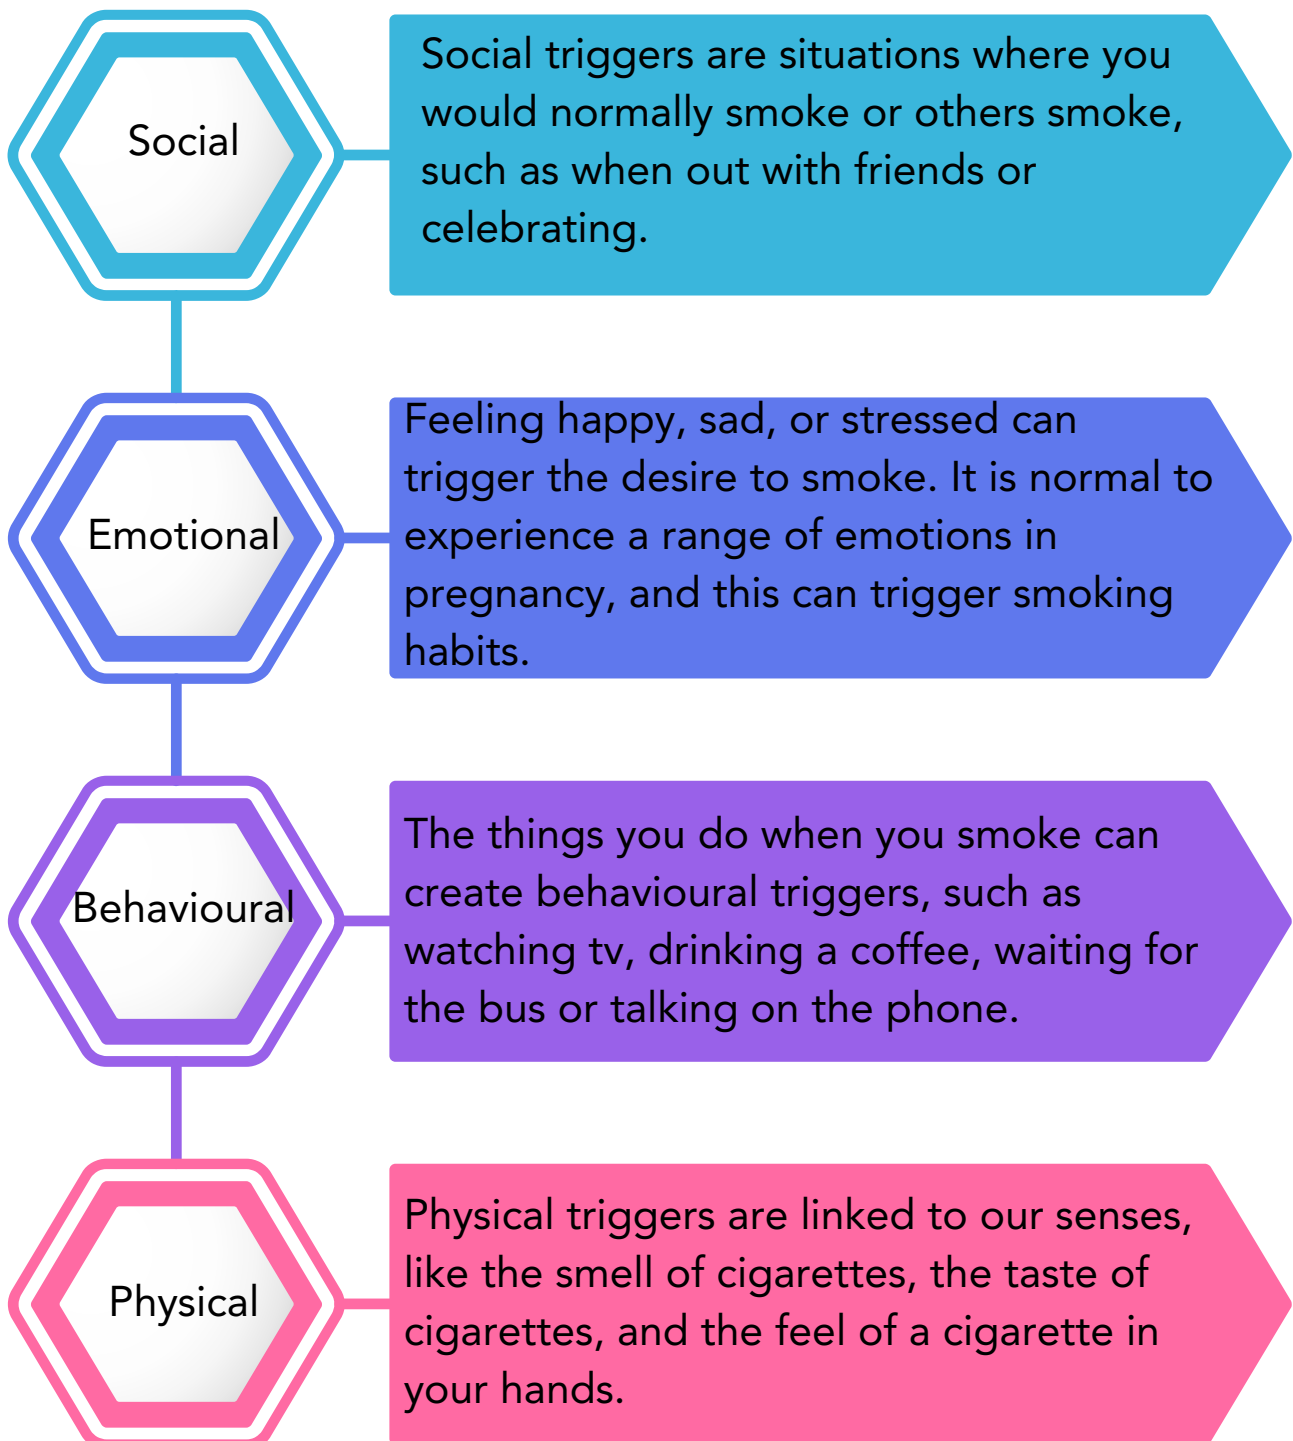 Social
Social triggers are situations where you
would normally smoke or others smoke,
such as when out with friends or
celebrating.
Emotional
Feeling happy, sad, or stressed can
trigger the desire to smoke. It is normal to
experience a range of emotions in
pregnancy, and this can trigger smoking
habits.
Behavioural
The things you do when you smoke can
create behavioural triggers, such as
watching tv, drinking a coffee, waiting for
the bus or talking on the phone.
Physical
Physical triggers are linked to our senses,
like the smell of cigarettes, the taste of
cigarettes, and the feel of a cigarette in
your hands.